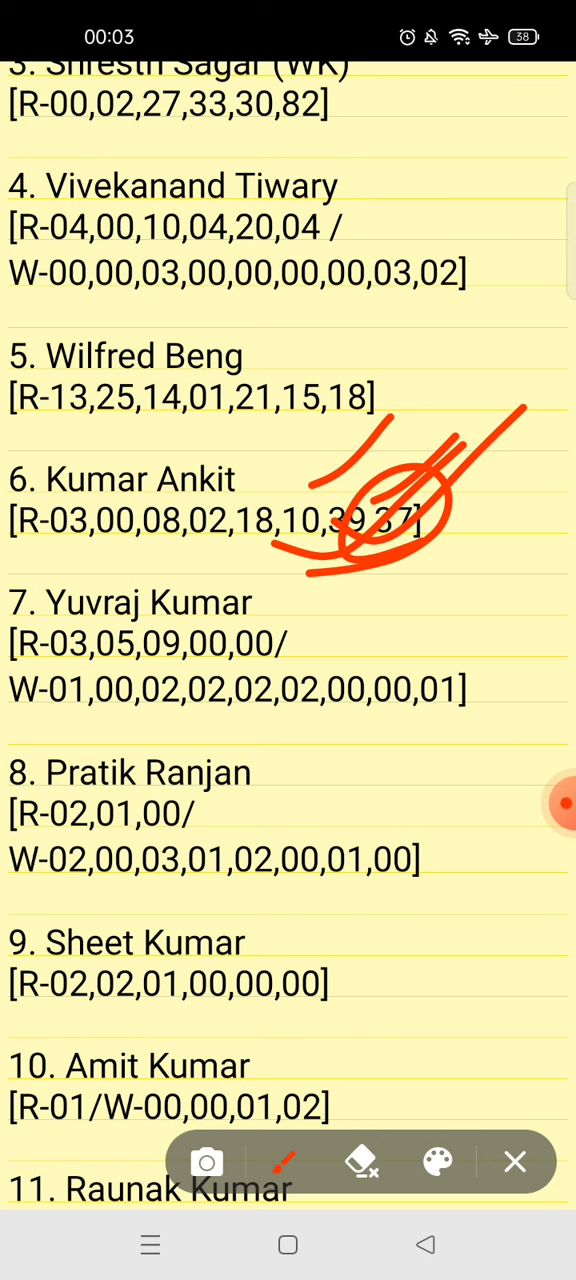 00:03
38
3. Shresth Sagar (WK)
[R-00,02,27,33,30,82]
4. Vivekanand Tiwary
[R-04,00,10,04,20,04 /
W-00,00,03,00,00,00,00,03,02]
5. Wilfred Beng
[R-13,25,14,01,21,15,18]
6. Kumar Ankit
[R-03,00,08,02,18,10,39,37]
7. Yuvraj Kumar
[R-03,05,09,00,00/
W-01,00,02,02,02,02,00,00,01]
8. Pratik Ranjan
[R-02,01,00/
W-02,00,03,01,02,00,01,00]
9. Sheet Kumar
[R-02,02,01,00,00,00]
10. Amit Kumar
[R-01/W-00,00,01,02]
11. Raunak Kumar